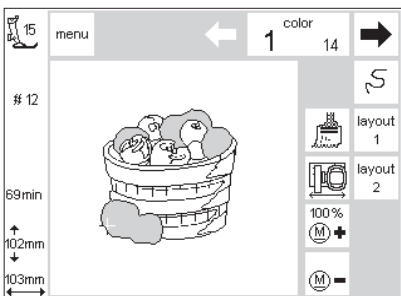 15
menu
color
1 14
# 12
layout
1
layout
2
69min
100%
M +
102mm
103mm
M -